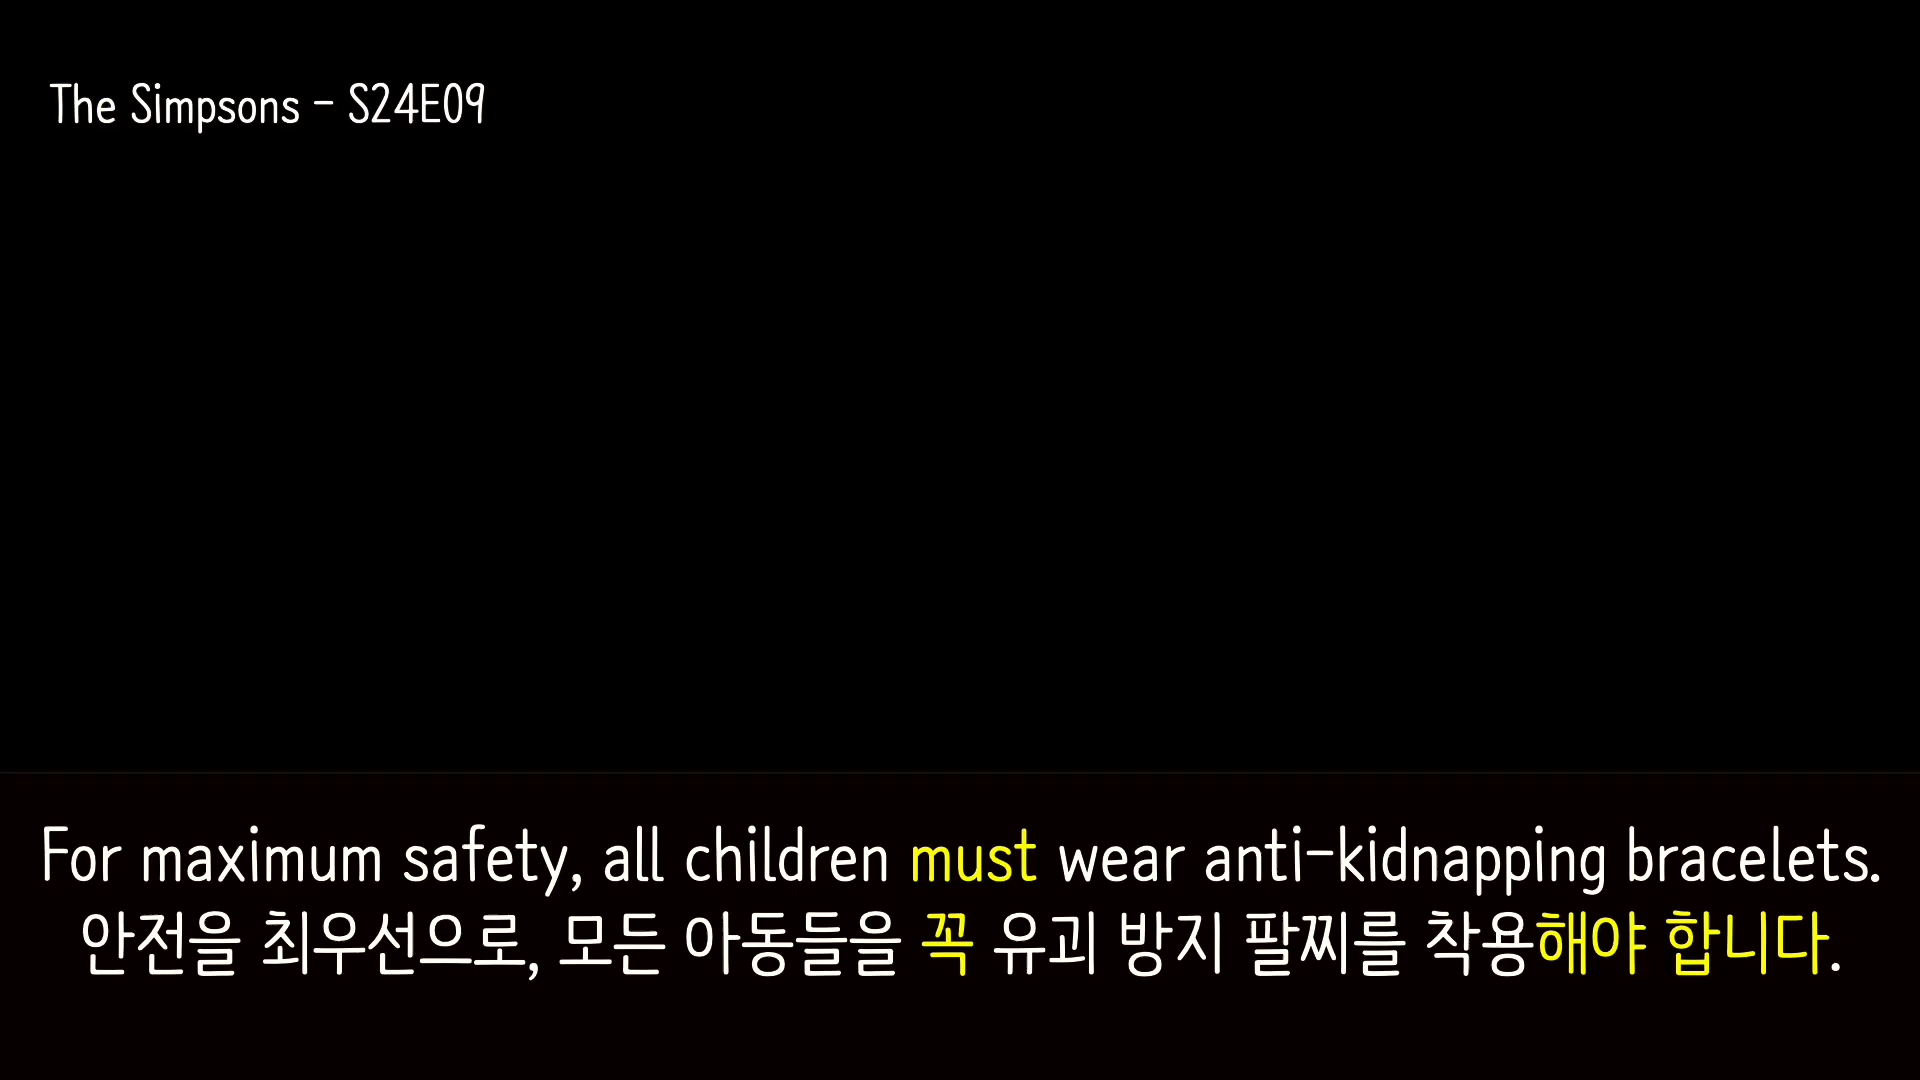 The Simpsons - S24E09
For maximum safety, all children must wear anti-kidnapping bracelets.
안전을 최우선으로, 모든 아동들을 꼭 유괴 방지 팔찌를 착용해야 합니다.